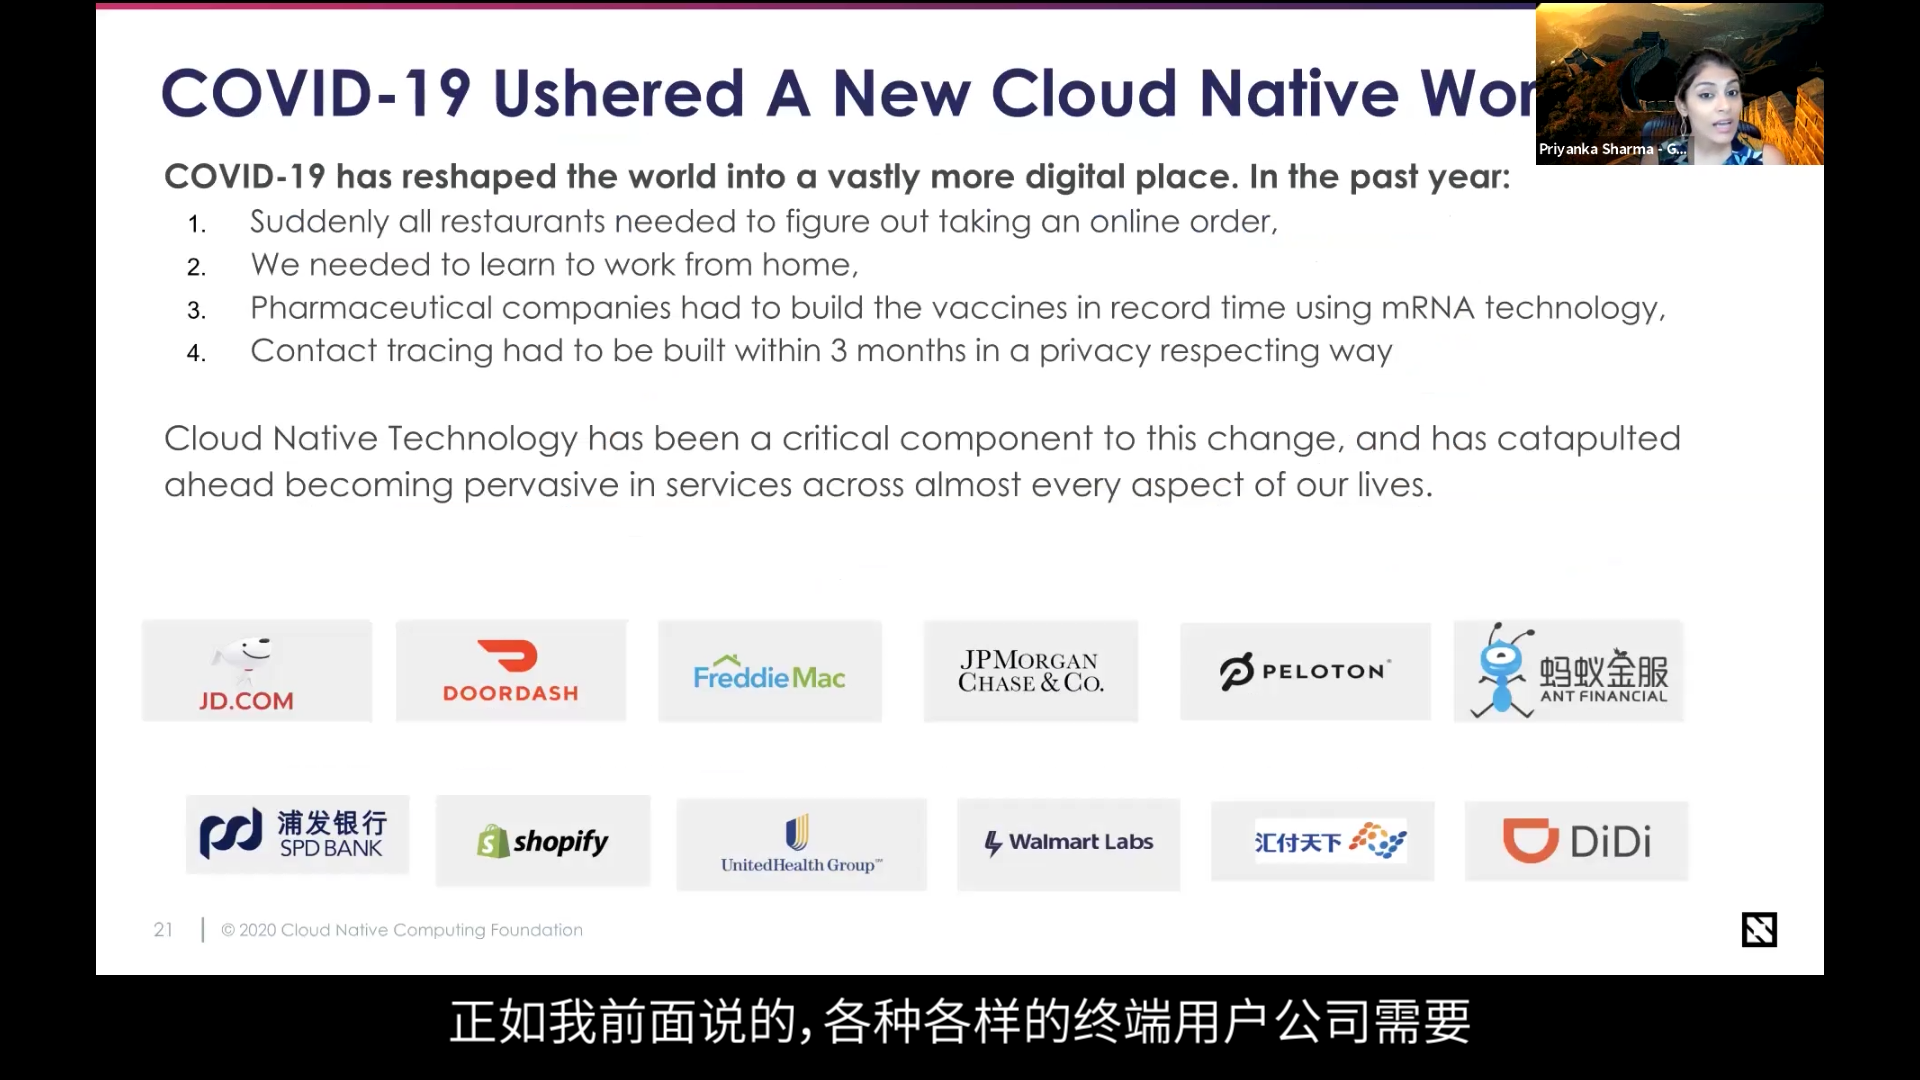 COVID-19 Ushered A New Cloud Native Wor
Priyanka Sharma - G...
COVID-19 has reshaped the world into a vastly more digital place. In the past year:
1. Suddenly all restaurants needed to figure out taking an online order,
2. We needed to learn to work from home,
3. Pharmaceutical companies had to build the vaccines in record time using mRNA technology,
4. Contact tracing had to be built within 3 months in a privacy respecting way
Cloud Native Technology has been a critical component to this change, and has catapulted
ahead becoming pervasive in services across almost every aspect of our lives.
JD.COM
DOORDASH
FreddieMac
JPMORGAN
CHASE & CO.
PELOTON
蚂蚁金服
ANT FINANCIAL
浦发银行
SPD BANK
shopify
UnitedHealth Group℠
Walmart Labs
汇付天下
DiDi
21 | © 2020 Cloud Native Computing Foundation
正如我前面说的，各种各样的终端用户公司需要